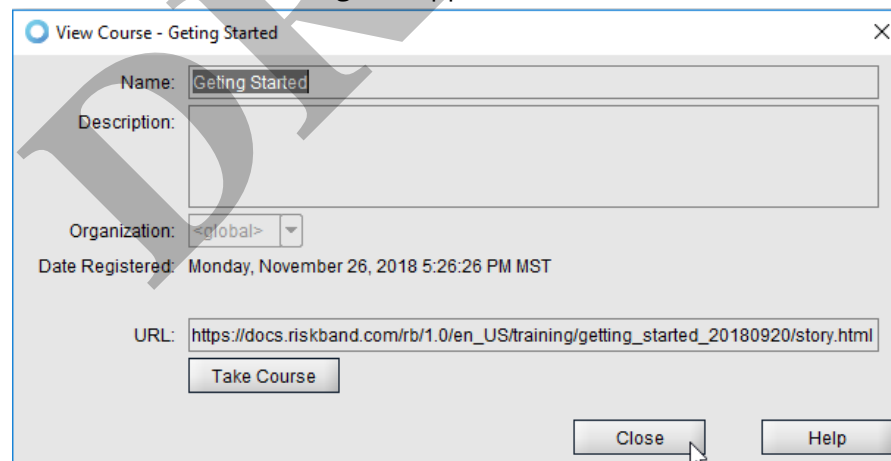 View Course - Geting Started
Name: Geting Started
Description:
Organization: <global>
Date Registered: Monday, November 26, 2018 5:26:26 PM MST
URL: https://docs.riskband.com/rb/1.0/en_US/training/getting_started_20180920/story.html
Take Course
Close Help